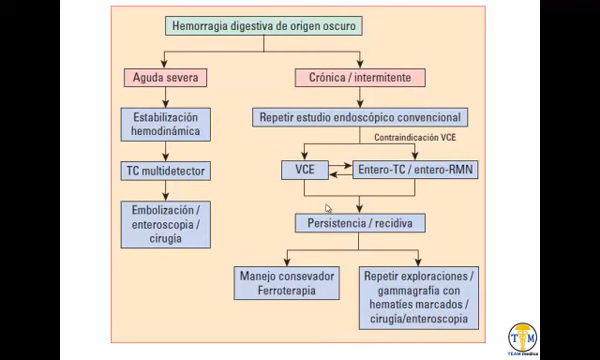 Hemorragia digestiva de origen oscuro
Aguda severa
Crónica / intermitente
Estabilización
hemodinámica
Repetir estudio endoscópico convencional
Contraindicación VCE
TC multidetector
VCE
Entero-TC / entero-RMN
Embolización /
enteroscopia /
cirugía
Persistencia / recidiva
Manejo consevador
Ferroterapia
Repetir exploraciones /
gammagrafía con
hematíes marcados /
cirugía/enteroscopia
T M
TEAM medica